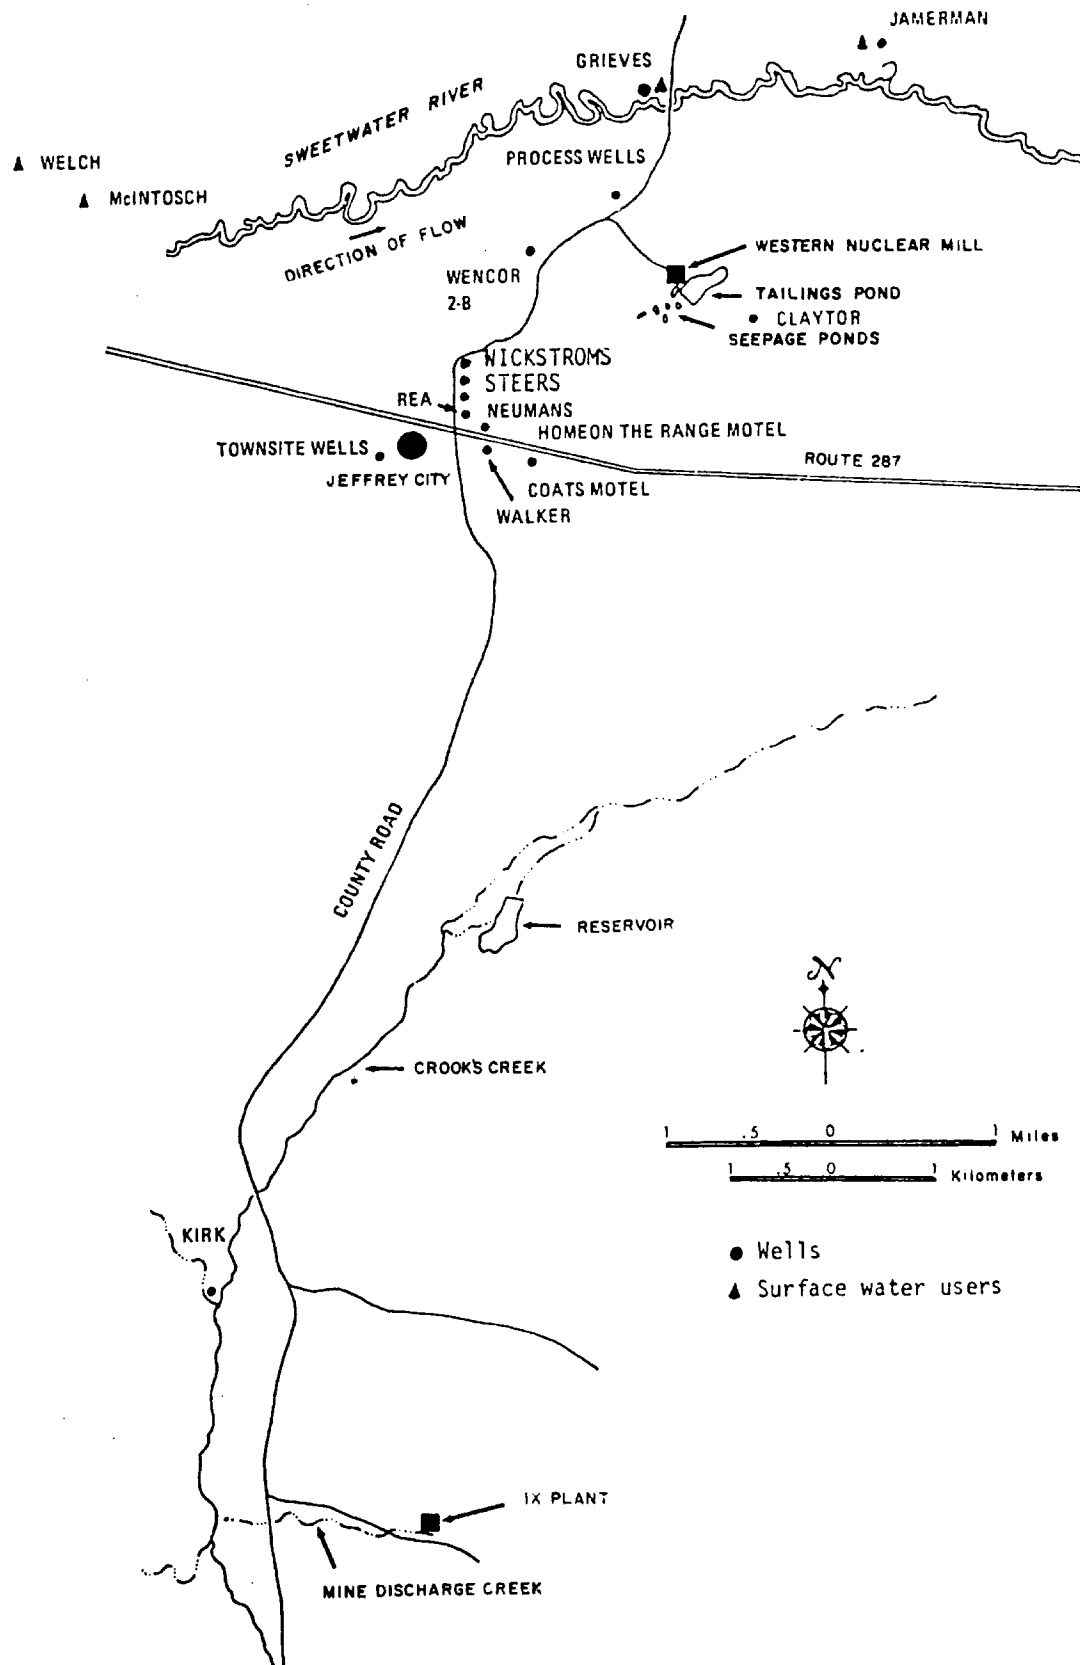 JAMERMAN
GRIEVES
SWEETWATER RIVER
WELCH
PROCESS WELLS
McINTOSCH
DIRECTION OF FLOW
WESTERN NUCLEAR MILL
WENCOR
2-B
TAILINGS POND
CLAYTOR
SEEPAGE PONDS
WICKSTROMS
STEERS
REA
NEUMANS
HOMEON THE RANGE MOTEL
TOWNSITE WELLS
ROUTE 287
JEFFREY CITY
COATS MOTEL
WALKER
COUNTY ROAD
RESERVOIR
N
CROOKS CREEK
1 .5 0 1 Miles
1 .5 0 1 Kilometers
KIRK
Wells
Surface water users
IX PLANT
MINE DISCHARGE CREEK